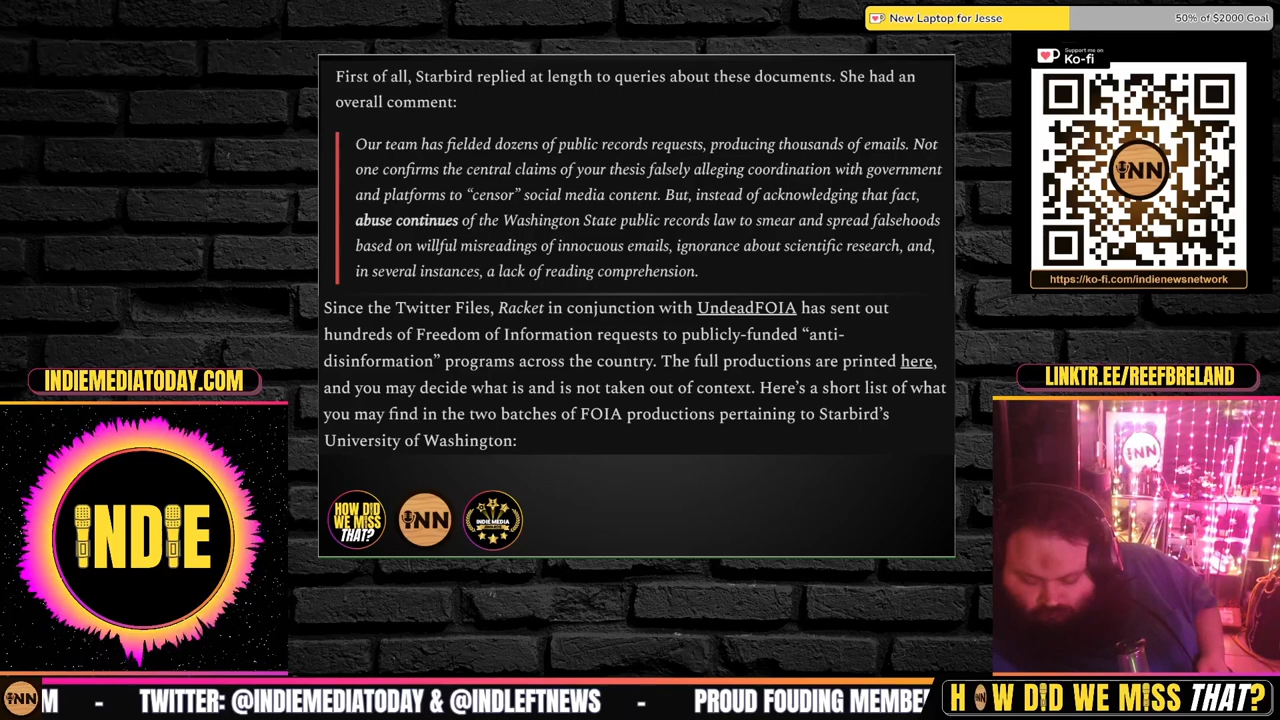 New Laptop for Jesse
50% of $2000 Goal
Support me on
Ko-fi
INN
https://ko-fi.com/indienewsnetwork
First of all, Starbird replied at length to queries about these documents. She had an
overall comment:
Our team has fielded dozens of public records requests, producing thousands of emails. Not
one confirms the central claims of your thesis falsely alleging coordination with government
and platforms to “censor” social media content. But, instead of acknowledging that fact,
abuse continues of the Washington State public records law to smear and spread falsehoods
based on willful misreadings of innocuous emails, ignorance about scientific research, and,
in several instances, a lack of reading comprehension.
Since the Twitter Files, Racket in conjunction with UndeadFOIA has sent out
hundreds of Freedom of Information requests to publicly-funded “anti-
disinformation” programs across the country. The full productions are printed here,
and you may decide what is and is not taken out of context. Here’s a short list of what
you may find in the two batches of FOIA productions pertaining to Starbird’s
University of Washington:
HOW DID
WE MISS
THAT?
INN
INDIE MEDIA
INDIEMEDIATODAY.COM
INDIE
LINKTR.EE/REEFBRELAND
INN
INN
M - TWITTER: @INDIEMEDIATODAY & @INDLEFTNEWS - PROUD FOUDING MEMBE
HOW DID WE MISS THAT?